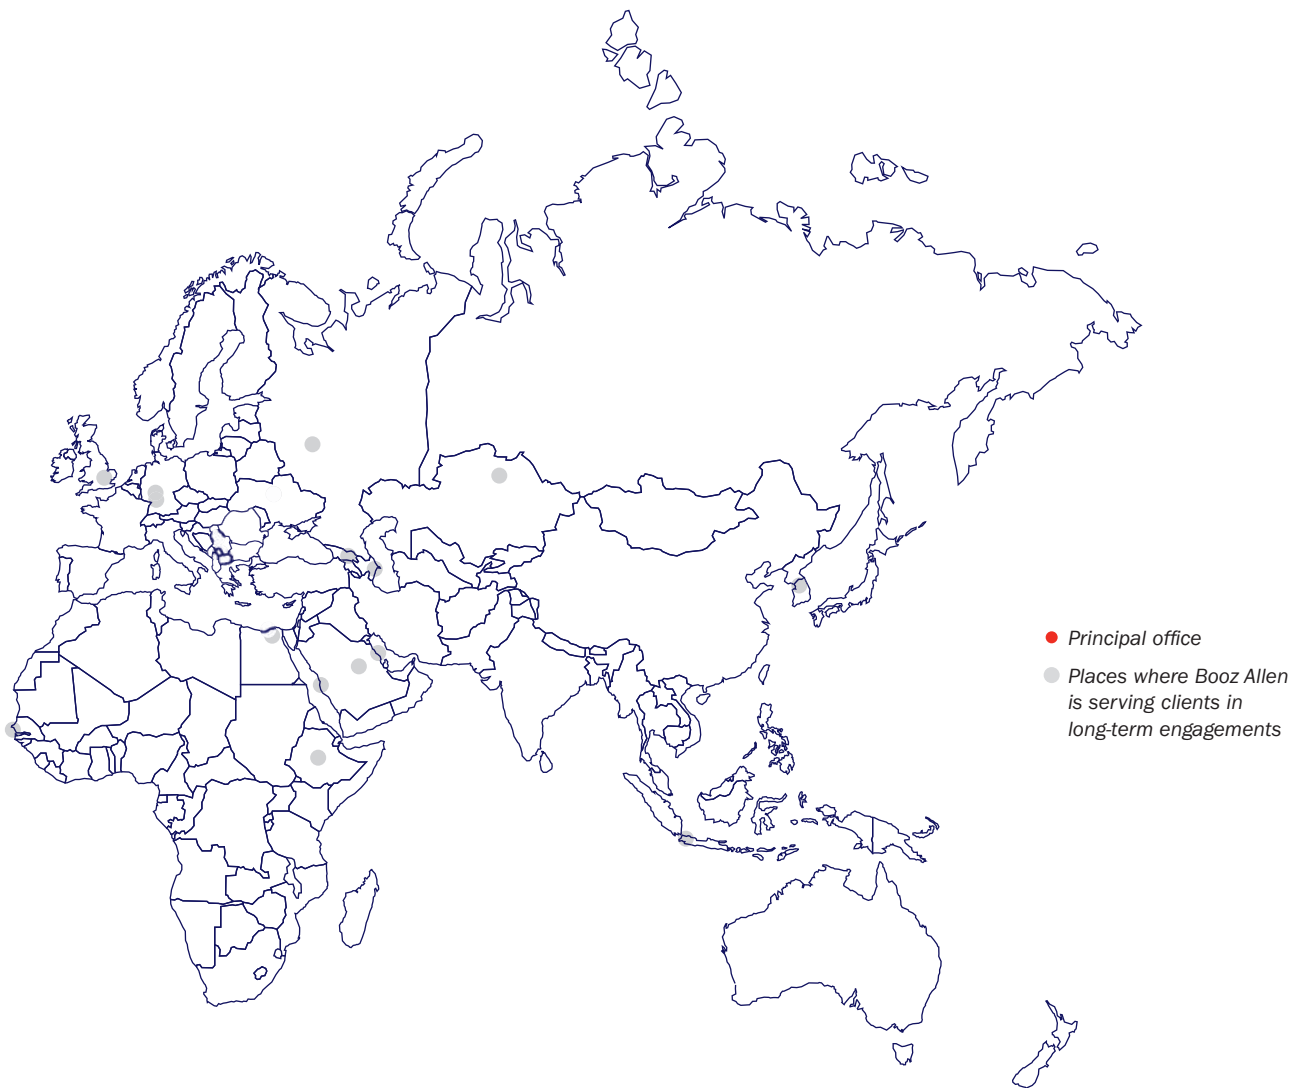 Principal office
Places where Booz Allen
is serving clients in
long-term engagements